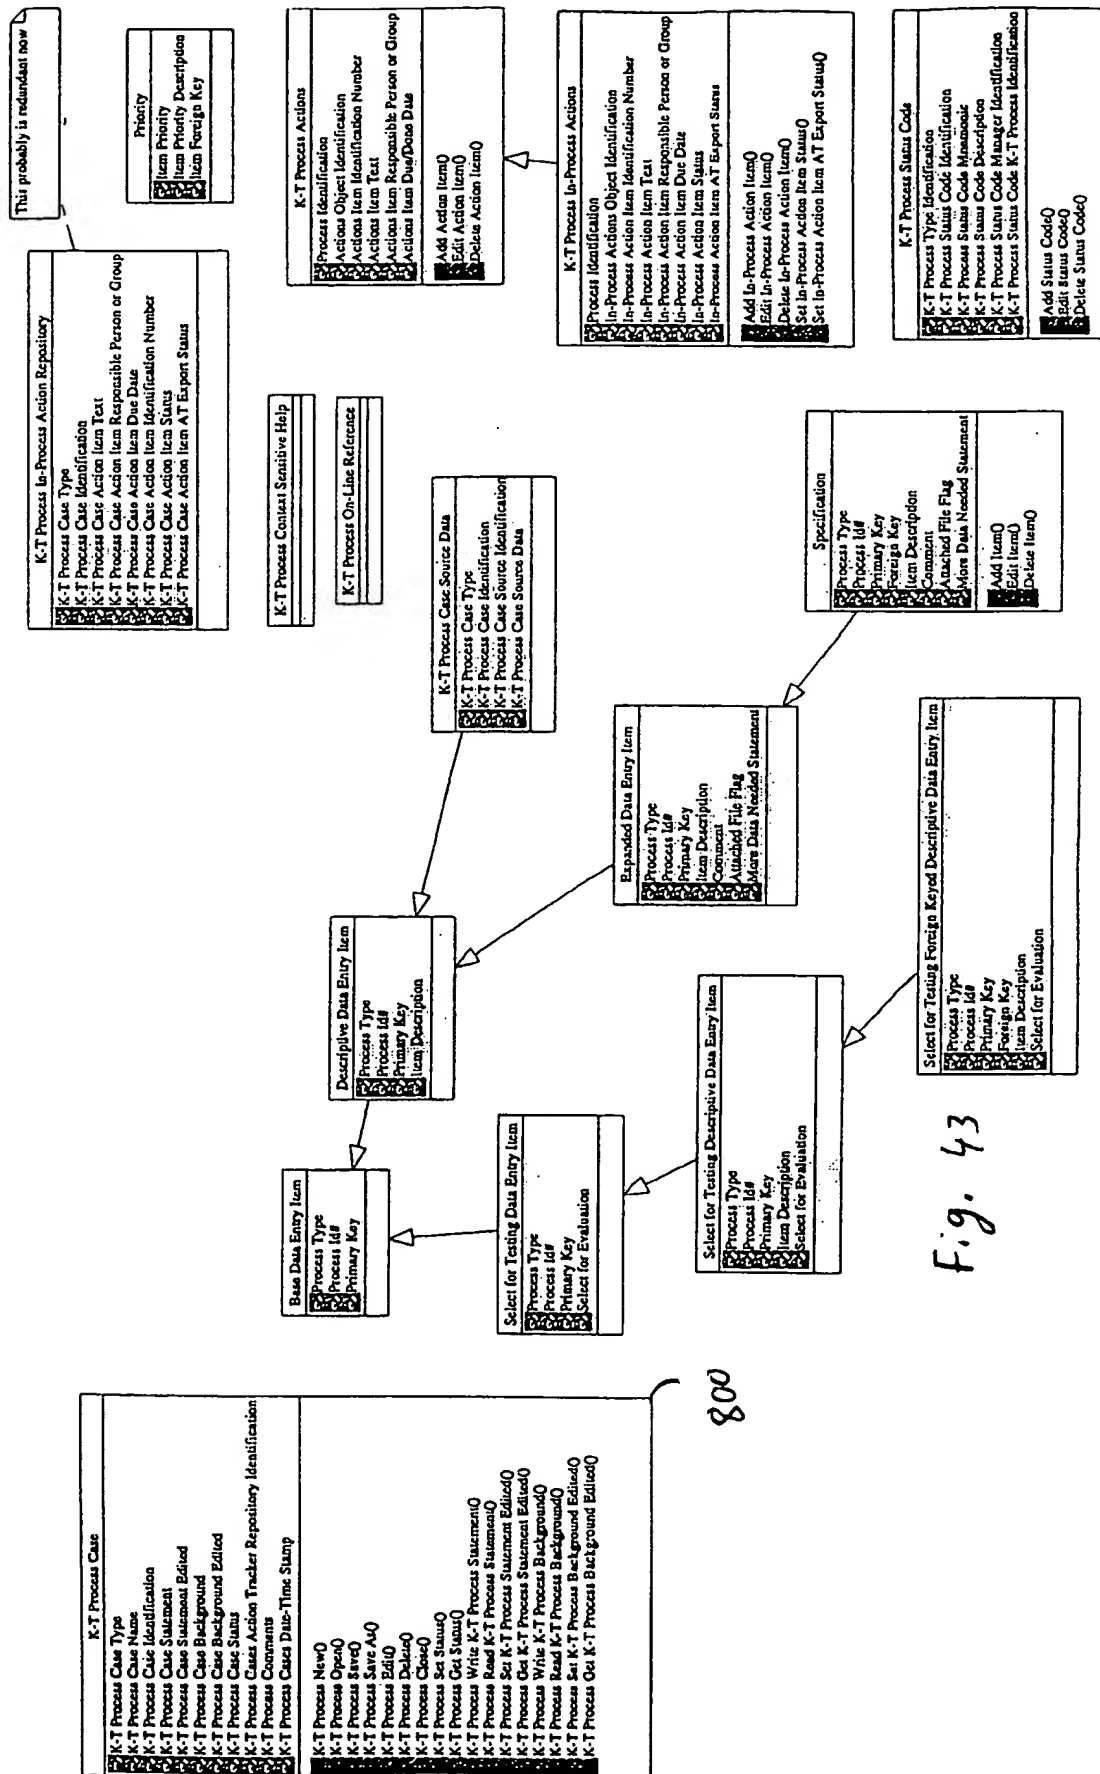 K-T Process Case
K-T Process Case Type
K-T Process Case Name
K-T Process Case Identification
K-T Process Case Statement
K-T Process Case Statement Edited
K-T Process Case Background
K-T Process Case Background Edited
K-T Process Case Status
K-T Process Cases Action Tracker Repository Identification
K-T Process Comments
K-T Process Cases Date-Time Stamp
K-T Process New()
K-T Process Open()
K-T Process Save()
K-T Process Save As()
K-T Process Edit()
K-T Process Delete()
K-T Process Close()
K-T Process Set Status()
K-T Process Get Status()
K-T Process Write K-T Process Statement()
K-T Process Read K-T Process Statement()
K-T Process Set K-T Process Statement Edited()
K-T Process Get K-T Process Statement Edited()
K-T Process Write K-T Process Background()
K-T Process Read K-T Process Background()
K-T Process Set K-T Process Background Edited()
K-T Process Get K-T Process Background Edited()
800
Base Data Entry Item
Process Type
Process Id#
Primary Key
Descriptive Data Entry Item
Process Type
Process Id#
Primary Key
Item Description
Select for Testing Data Entry Item
Process Type
Process Id#
Primary Key
Select for Evaluation
Select for Testing Descriptive Data Entry Item
Process Type
Process Id#
Primary Key
Item Description
Select for Evaluation
Select for Testing Foreign Keyed Descriptive Data Entry Item
Process Type
Process Id#
Primary Key
Foreign Key
Item Description
Select for Evaluation
Expanded Data Entry Item
Process Type
Process Id#
Primary Key
Item Description
Comment
Attached File Flag
More Data Needed Statement
Specification
Process Type
Process Id#
Primary Key
Foreign Key
Item Description
Comment
Attached File Flag
More Data Needed Statement
Add Item()
Edit Item()
Delete Item()
K-T Process Case Source Data
K-T Process Case Type
K-T Process Case Identification
K-T Process Case Source Identification
K-T Process Case Source Data
K-T Process Context Sensitive Help
K-T Process On-Line Reference
K-T Process In-Process Action Repository
K-T Process Case Type
K-T Process Case Identification
K-T Process Case Action Item Text
K-T Process Case Action Item Responsible Person or Group
K-T Process Case Action Item Due Date
K-T Process Case Action Item Identification Number
K-T Process Case Action Item Status
K-T Process Case Action Item AT Export Status
This probably is redundant now
Priority
Item Priority
Item Priority Description
Item Foreign Key
K-T Process Actions
Process Identification
Actions Object Identification
Actions Item Identification Number
Actions Item Text
Actions Item Responsible Person or Group
Actions Item Due/Done Date
Add Action Item()
Edit Action Item()
Delete Action Item()
K-T Process In-Process Actions
Process Identification
In-Process Actions Object Identification
In-Process Action Item Identification Number
In-Process Action Item Text
In-Process Action Item Responsible Person or Group
In-Process Action Item Due Date
In-Process Action Item Status
In-Process Action Item AT Export Status
Add In-Process Action Item()
Edit In-Process Action Item()
Delete In-Process Action Item()
Set In-Process Action Item Status()
Set In-Process Action Item AT Export Status()
K-T Process Status Code
K-T Process Type Identification
K-T Process Status Code Identification
K-T Process Status Code Mnemonic
K-T Process Status Code Description
K-T Process Status Code Manager Identification
K-T Process Status Code K-T Process Identification
Add Status Code()
Edit Status Code()
Delete Status Code()
Fig. 43